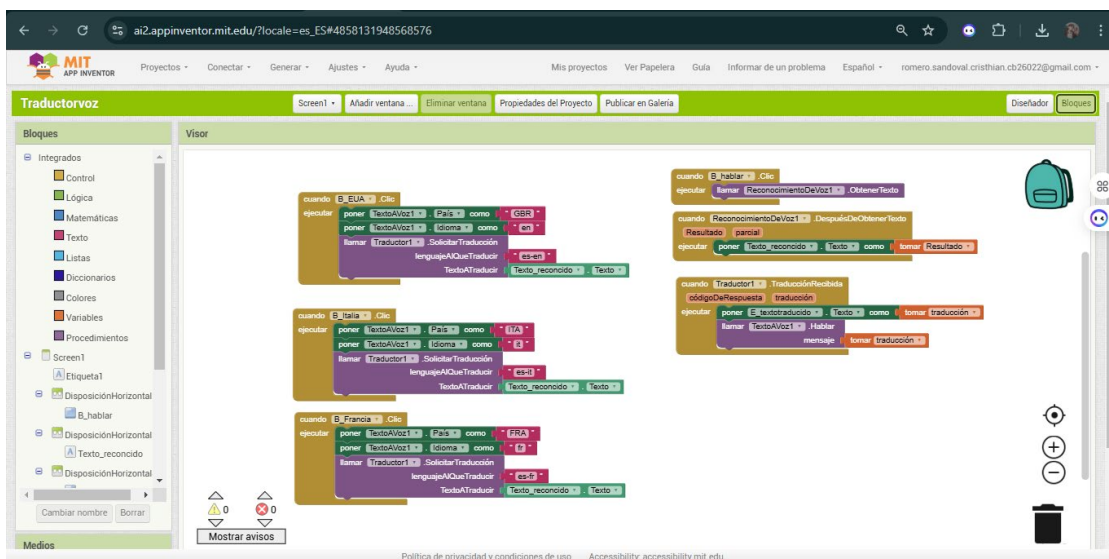 ai2.appinventor.mit.edu/?locale=es_ES#4858131948568576
MIT
APP INVENTOR
Proyectos
Conectar
Generar
Ajustes
Ayuda
Mis proyectos
Ver Papelera
Guía
Informar de un problema
Español
romero.sandoval.cristhian.cb26022@gmail.com
Traductorvoz
Screen1
Añadir ventana ...
Eliminar ventana
Propiedades del Proyecto
Publicar en Galería
Diseñador
Bloques
Bloques
Integrados
Control
Lógica
Matemáticas
Texto
Listas
Diccionarios
Colores
Variables
Procedimientos
Screen1
Etiqueta1
DisposiciónHorizontal
B_hablar
DisposiciónHorizontal
Texto_reconcido
DisposiciónHorizontal
Cambiar nombre
Borrar
Medios
Visor
cuando B_EUA .Clic
ejecutar poner TextoAVoz1 . País como " GBR "
poner TextoAVoz1 . Idioma como " en "
llamar Traductor1 .SolicitarTraducción
lenguajeAlQueTraducir " es-en "
TextoATraducir Texto_reconcido . Texto
cuando B_Italia .Clic
ejecutar poner TextoAVoz1 . País como " ITA "
poner TextoAVoz1 . Idioma como " it "
llamar Traductor1 .SolicitarTraducción
lenguajeAlQueTraducir " es-it "
TextoATraducir Texto_reconcido . Texto
cuando B_Francia .Clic
ejecutar poner TextoAVoz1 . País como " FRA "
poner TextoAVoz1 . Idioma como " fr "
llamar Traductor1 .SolicitarTraducción
lenguajeAlQueTraducir " es-fr "
TextoATraducir Texto_reconcido . Texto
cuando B_hablar .Clic
ejecutar llamar ReconocimientoDeVoz1 .ObtenerTexto
cuando ReconocimientoDeVoz1 .DespuésDeObtenerTexto
Resultado parcial
ejecutar poner Texto_reconcido . Texto como tomar Resultado
cuando Traductor1 .TraducciónRecibida
códigoDeRespuesta traducción
ejecutar poner E_textotraducido . Texto como tomar traducción
llamar TextoAVoz1 .Hablar
mensaje tomar traducción
0
0
Mostrar avisos
Política de privacidad y condiciones de uso
Accessibility: accessibility.mit.edu